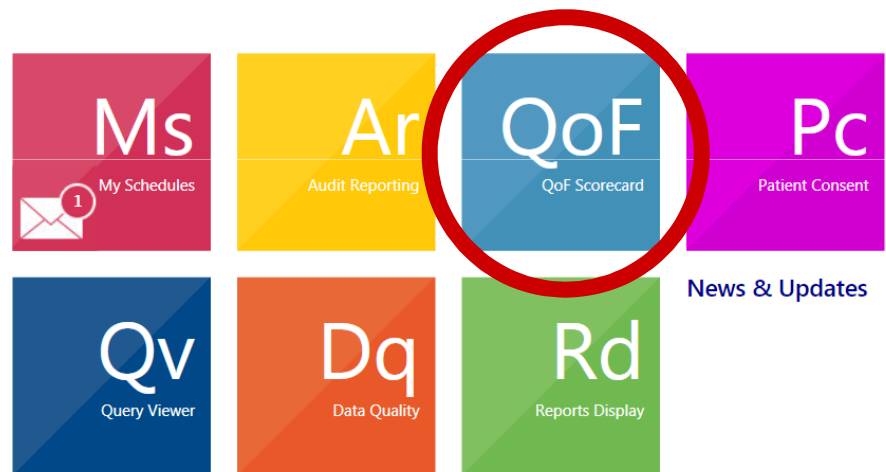 Ms
My Schedules
1
Ar
Audit Reporting
QoF
QoF Scorecard
Pc
Patient Consent
Qv
Query Viewer
Dq
Data Quality
Rd
Reports Display
News & Updates